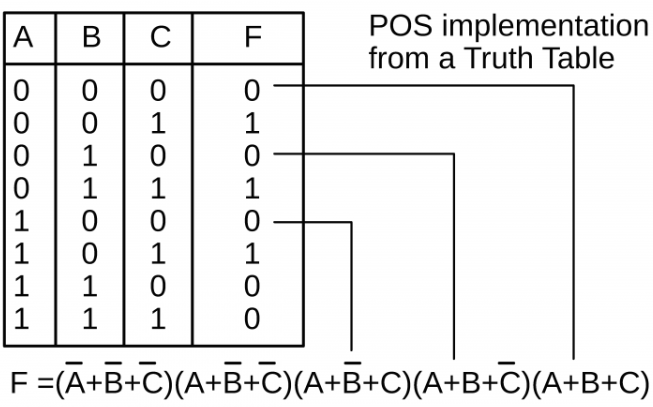 POS implementation
from a Truth Table
A B C F
0 0 0 0
0 0 1 1
0 1 0 0
0 1 1 1
1 0 0 0
1 0 1 1
1 1 0 0
1 1 1 0
F =(A̅+B̅+C̅)(A+B̅+C̅)(A+B̅+C)(A+B+C̅)(A+B+C)